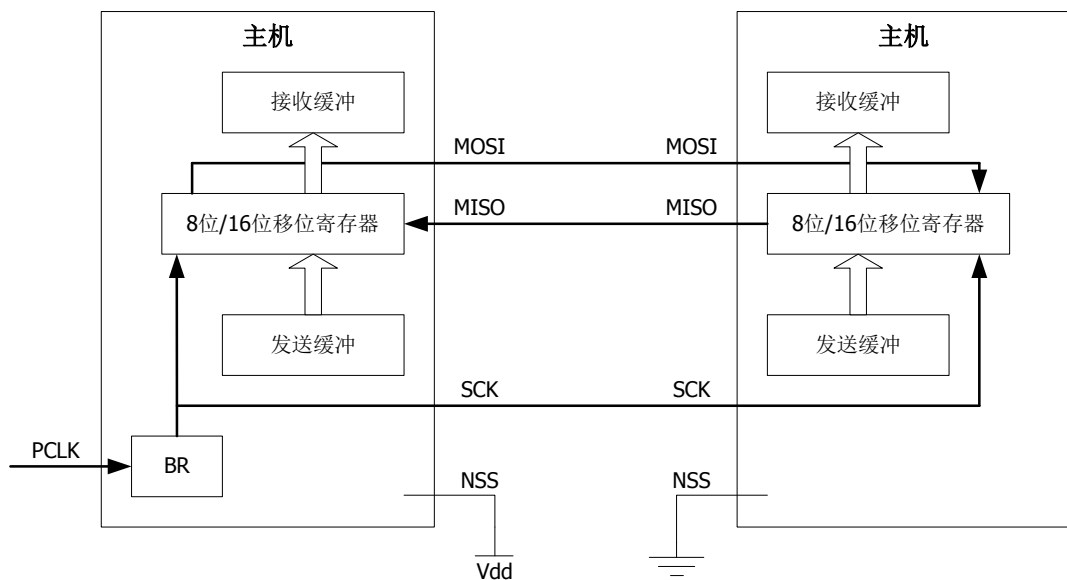 主机
主机
接收缓冲
接收缓冲
MOSI
MOSI
8位/16位移位寄存器
MISO
MISO
8位/16位移位寄存器
发送缓冲
发送缓冲
SCK
SCK
PCLK
BR
NSS
NSS
Vdd